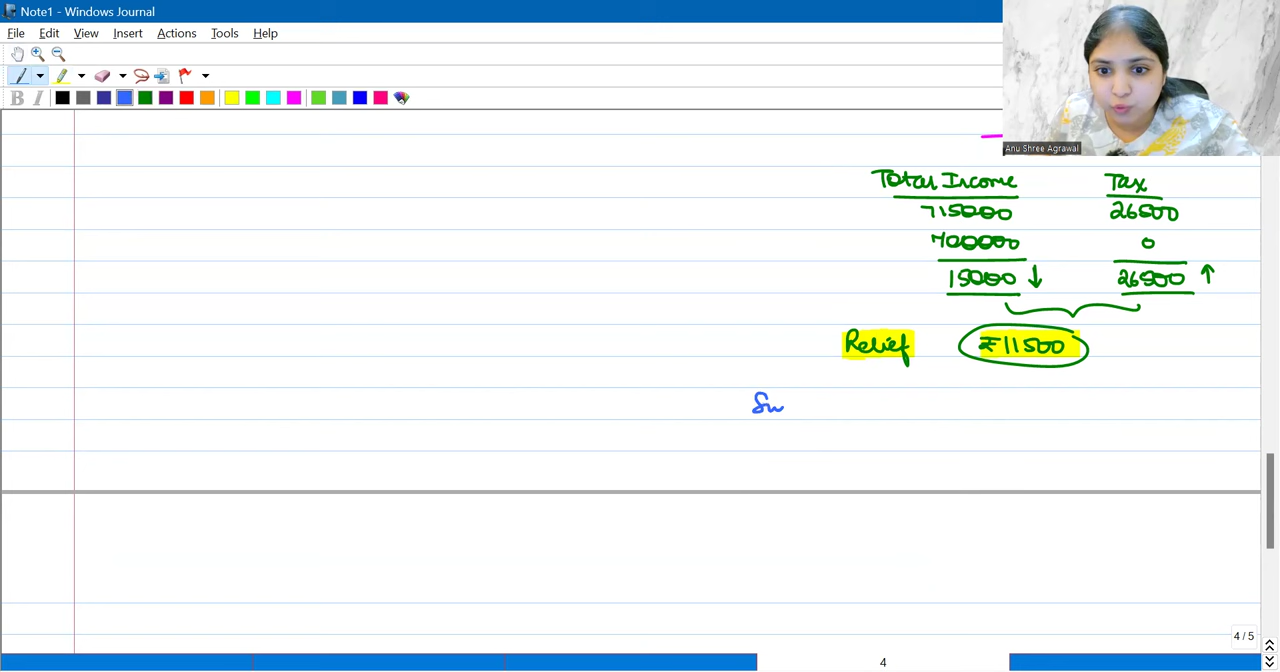 Note1 - Windows Journal
File Edit View Insert Actions Tools Help
B I
Anu Shree Agrawal
Total Income Tax
715000 26500
700000 0
15000 ↓ 26500 ↑
Relief ₹11500
Su
4 / 5
4